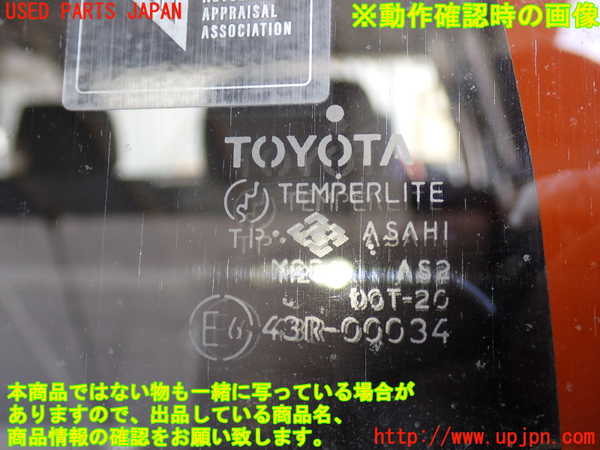 USED PARTS JAPAN
※動作確認時の画像
APPRAISAL
ASSOCIATION
TOYOTA
TEMPERLITE
TP
ASAHI
AS2
DOT-20
E6 43R-00034
本商品ではない物も一緒に写っている場合が
ありますので、出品している商品名、
商品情報の確認をお願い致します。
http://www.upjpn.com